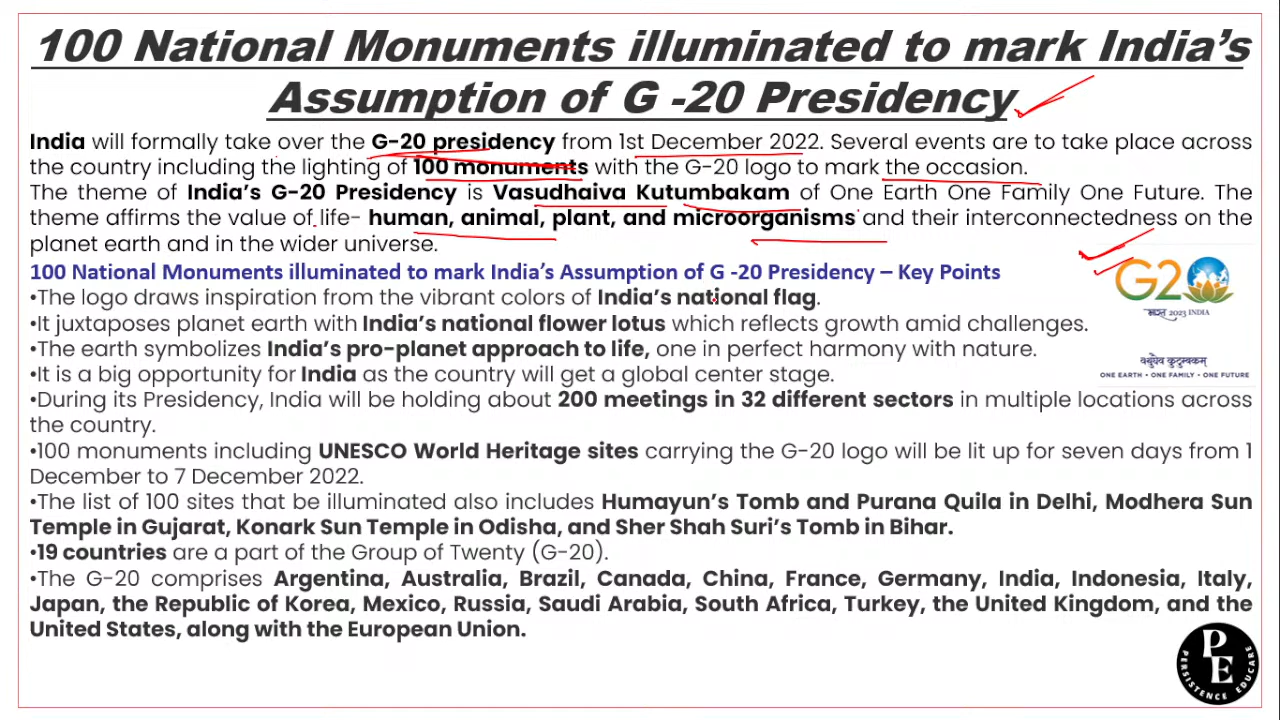 100 National Monuments illuminated to mark India's
Assumption of G -20 Presidency
India will formally take over the G-20 presidency from 1st December 2022. Several events are to take place across
the country including the lighting of 100 monuments with the G-20 logo to mark the occasion.
The theme of India's G-20 Presidency is Vasudhaiva Kutumbakam of One Earth One Family One Future. The
theme affirms the value of life- human, animal, plant, and microorganisms and their interconnectedness on the
planet earth and in the wider universe.
100 National Monuments illuminated to mark India's Assumption of G -20 Presidency – Key Points
•The logo draws inspiration from the vibrant colors of India's national flag.
•It juxtaposes planet earth with India's national flower lotus which reflects growth amid challenges.
•The earth symbolizes India's pro-planet approach to life, one in perfect harmony with nature.
•It is a big opportunity for India as the country will get a global center stage.
•During its Presidency, India will be holding about 200 meetings in 32 different sectors in multiple locations across
the country.
•100 monuments including UNESCO World Heritage sites carrying the G-20 logo will be lit up for seven days from 1
December to 7 December 2022.
•The list of 100 sites that be illuminated also includes Humayun's Tomb and Purana Quila in Delhi, Modhera Sun
Temple in Gujarat, Konark Sun Temple in Odisha, and Sher Shah Suri's Tomb in Bihar.
•19 countries are a part of the Group of Twenty (G-20).
•The G-20 comprises Argentina, Australia, Brazil, Canada, China, France, Germany, India, Indonesia, Italy,
Japan, the Republic of Korea, Mexico, Russia, Saudi Arabia, South Africa, Turkey, the United Kingdom, and the
United States, along with the European Union.
G20
भारत 2023 INDIA
वसुधैव कुटुम्बकम्
ONE EARTH • ONE FAMILY • ONE FUTURE
PE
PERSISTENCE EDUCARE